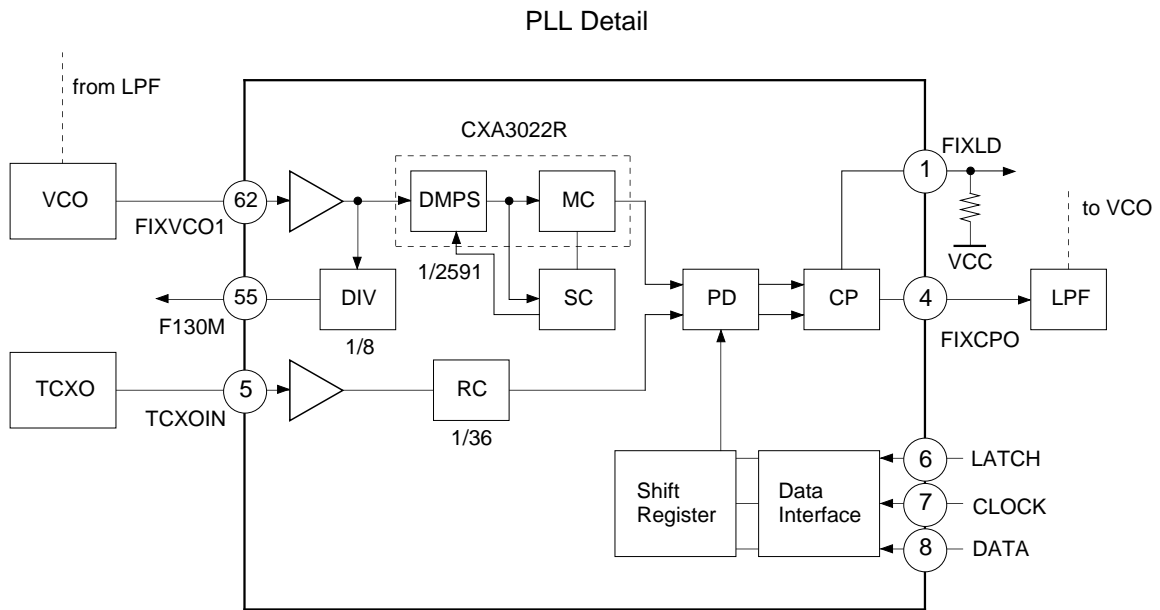 PLL Detail
from LPF
CXA3022R
VCO
62
FIXVCO1
DMPS
MC
1/2591
1
FIXLD
VCC
to VCO
55
F130M
DIV
1/8
SC
PD
CP
4
FIXCPO
LPF
TCXO
5
TCXOIN
RC
1/36
Shift
Register
Data
Interface
6
LATCH
7
CLOCK
8
DATA